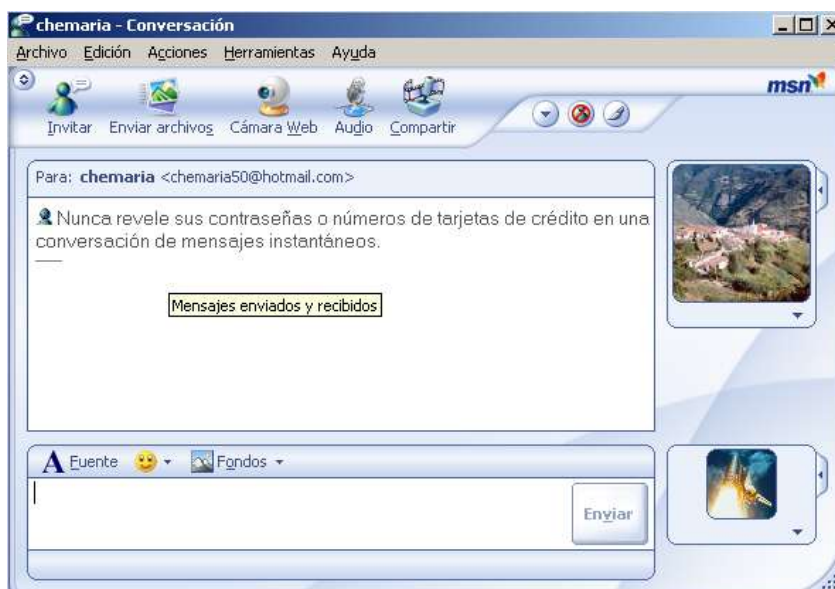 chemaria - Conversación
Archivo Edición Acciones Herramientas Ayuda
msn
Invitar Enviar archivos Cámara Web Audio Compartir
Para: chemaria <chemaria50@hotmail.com>
Nunca revele sus contraseñas o números de tarjetas de crédito en una
conversación de mensajes instantáneos.
Mensajes enviados y recibidos
A Fuente Fondos
Enviar